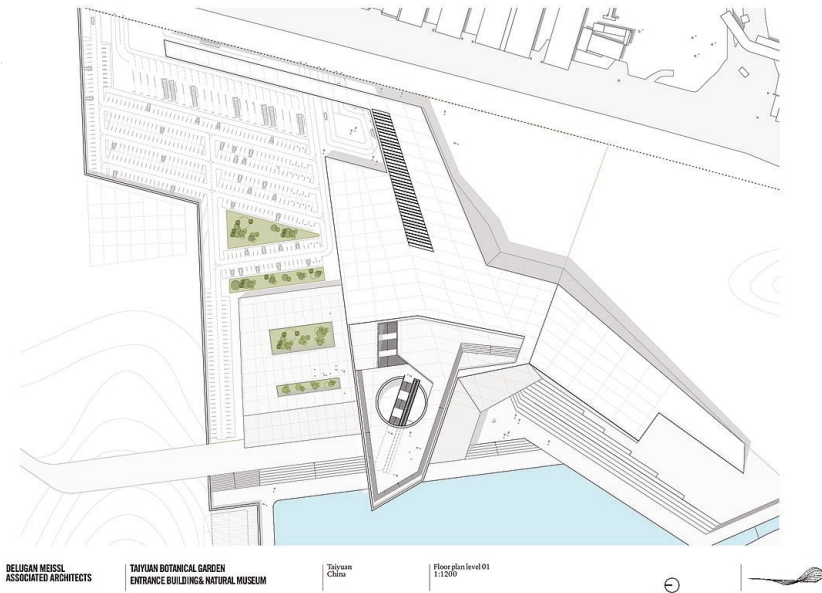 DELUGAN MEISSL
ASSOCIATED ARCHITECTS
TAIYUAN BOTANICAL GARDEN
ENTRANCE BUILDING& NATURAL MUSEUM
Taiyuan
China
Floor plan level 01
1:1200